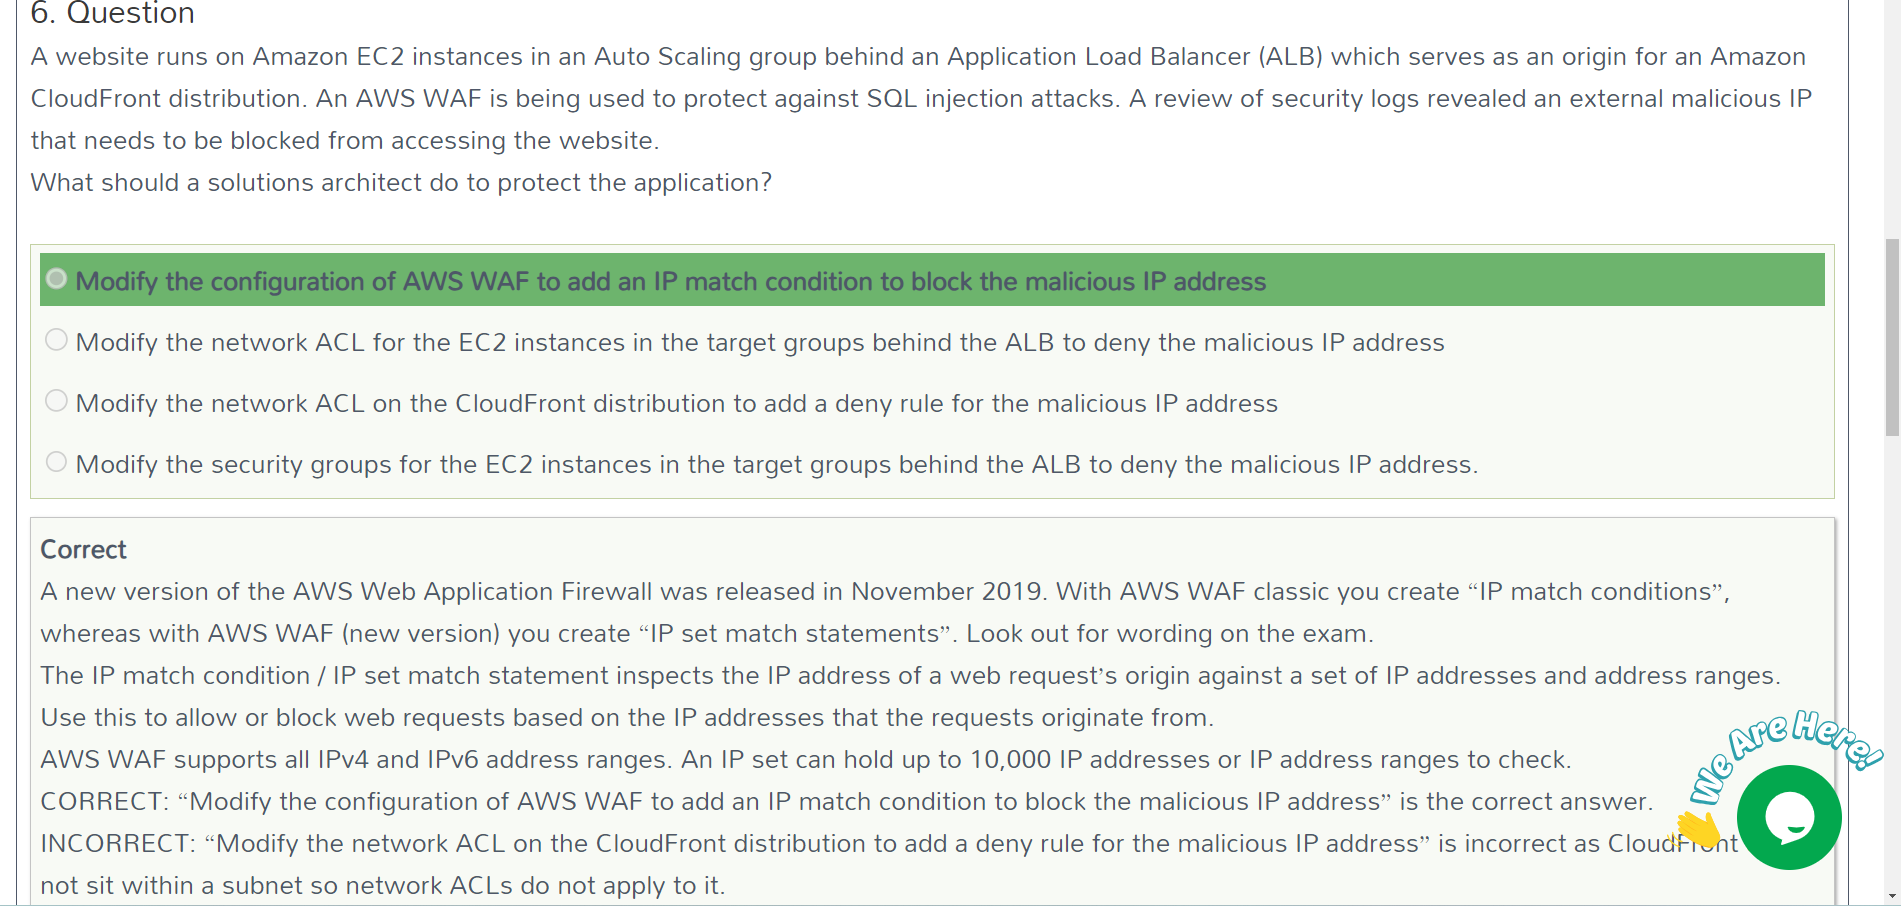 6. Question
A website runs on Amazon EC2 instances in an Auto Scaling group behind an Application Load Balancer (ALB) which serves as an origin for an Amazon
CloudFront distribution. An AWS WAF is being used to protect against SQL injection attacks. A review of security logs revealed an external malicious IP
that needs to be blocked from accessing the website.
What should a solutions architect do to protect the application?
Modify the configuration of AWS WAF to add an IP match condition to block the malicious IP address
Modify the network ACL for the EC2 instances in the target groups behind the ALB to deny the malicious IP address
Modify the network ACL on the CloudFront distribution to add a deny rule for the malicious IP address
Modify the security groups for the EC2 instances in the target groups behind the ALB to deny the malicious IP address.
Correct
A new version of the AWS Web Application Firewall was released in November 2019. With AWS WAF classic you create “IP match conditions”,
whereas with AWS WAF (new version) you create “IP set match statements”. Look out for wording on the exam.
The IP match condition / IP set match statement inspects the IP address of a web request’s origin against a set of IP addresses and address ranges.
Use this to allow or block web requests based on the IP addresses that the requests originate from.
AWS WAF supports all IPv4 and IPv6 address ranges. An IP set can hold up to 10,000 IP addresses or IP address ranges to check.
CORRECT: “Modify the configuration of AWS WAF to add an IP match condition to block the malicious IP address” is the correct answer.
INCORRECT: “Modify the network ACL on the CloudFront distribution to add a deny rule for the malicious IP address” is incorrect as CloudFront
not sit within a subnet so network ACLs do not apply to it.
We Are Here!